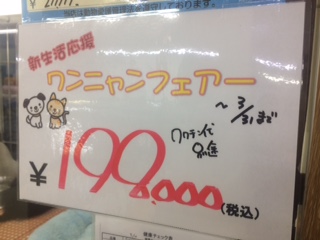 新生活応援
ワンニャンフェアー
～3/31まで
ワクチン代
別途
¥198,000(税込)